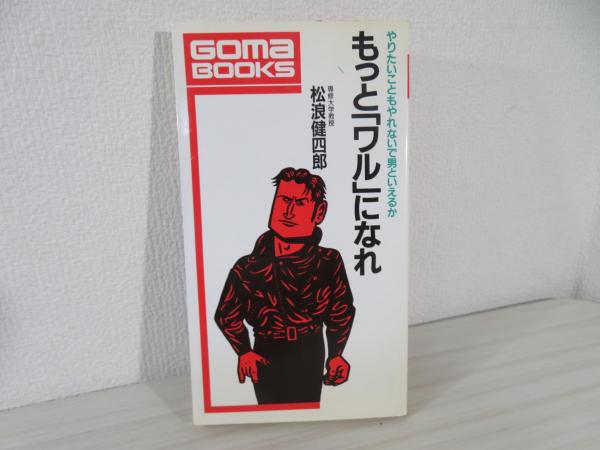 Goma
BOOKS
やりたいこともやれないで男といえるか
もっと「ワル」になれ
専修大学教授
松浪健四郎